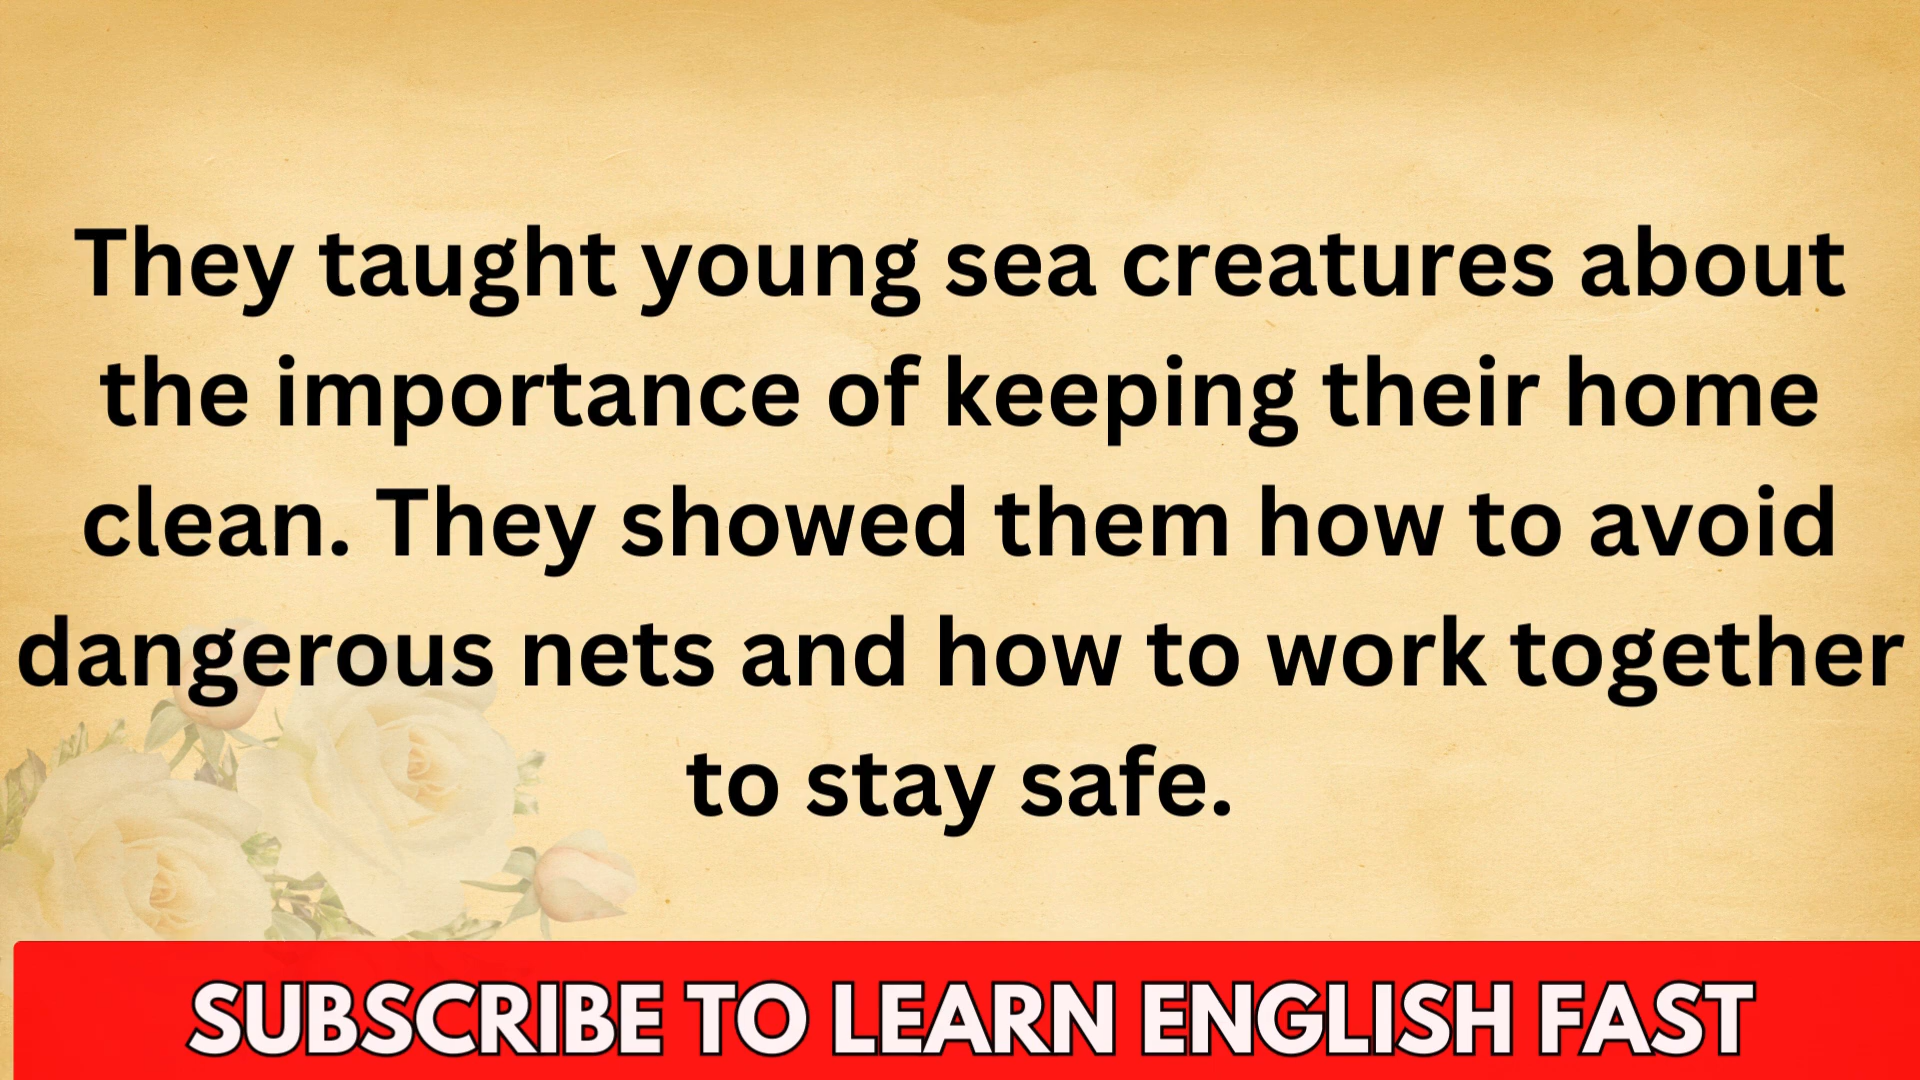 They taught young sea creatures about
the importance of keeping their home
clean. They showed them how to avoid
dangerous nets and how to work together
to stay safe.
SUBSCRIBE TO LEARN ENGLISH FAST